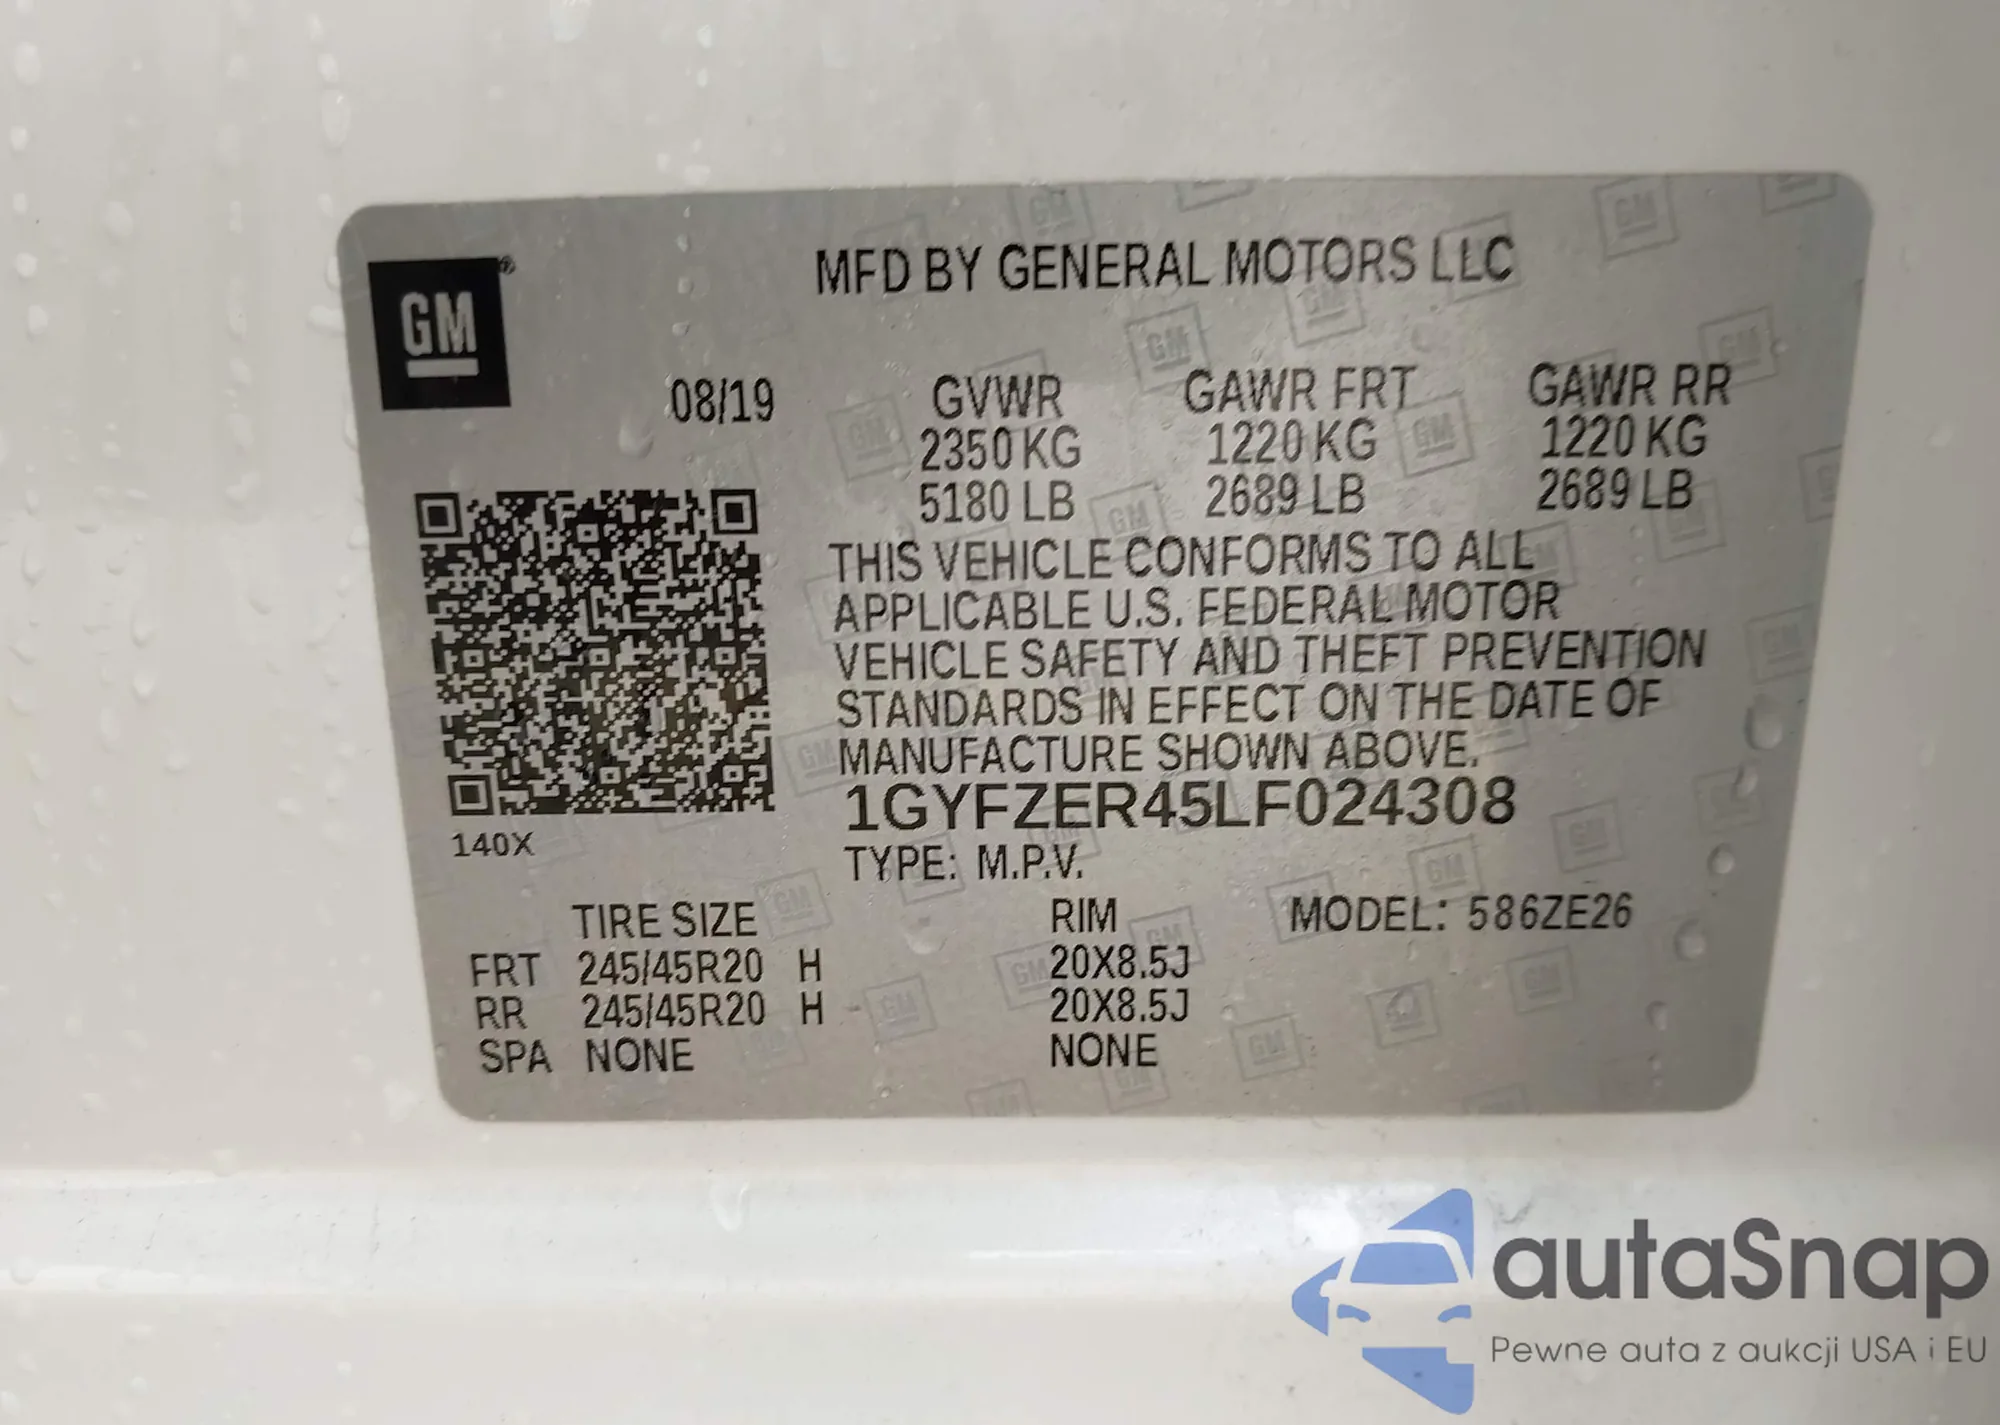 GM®
MFD BY GENERAL MOTORS LLC
08/19
GVWR GAWR FRT GAWR RR
2350 KG 1220 KG 1220 KG
5180 LB 2689 LB 2689 LB
THIS VEHICLE CONFORMS TO ALL
APPLICABLE U.S. FEDERAL MOTOR
VEHICLE SAFETY AND THEFT PREVENTION
STANDARDS IN EFFECT ON THE DATE OF
MANUFACTURE SHOWN ABOVE.
1GYFZER45LF024308
140X
TYPE: M.P.V.
TIRE SIZE RIM MODEL: 586ZE26
FRT 245/45R20 H 20X8.5J
RR 245/45R20 H 20X8.5J
SPA NONE NONE
autaSnap
Pewne auta z aukcji USA i EU